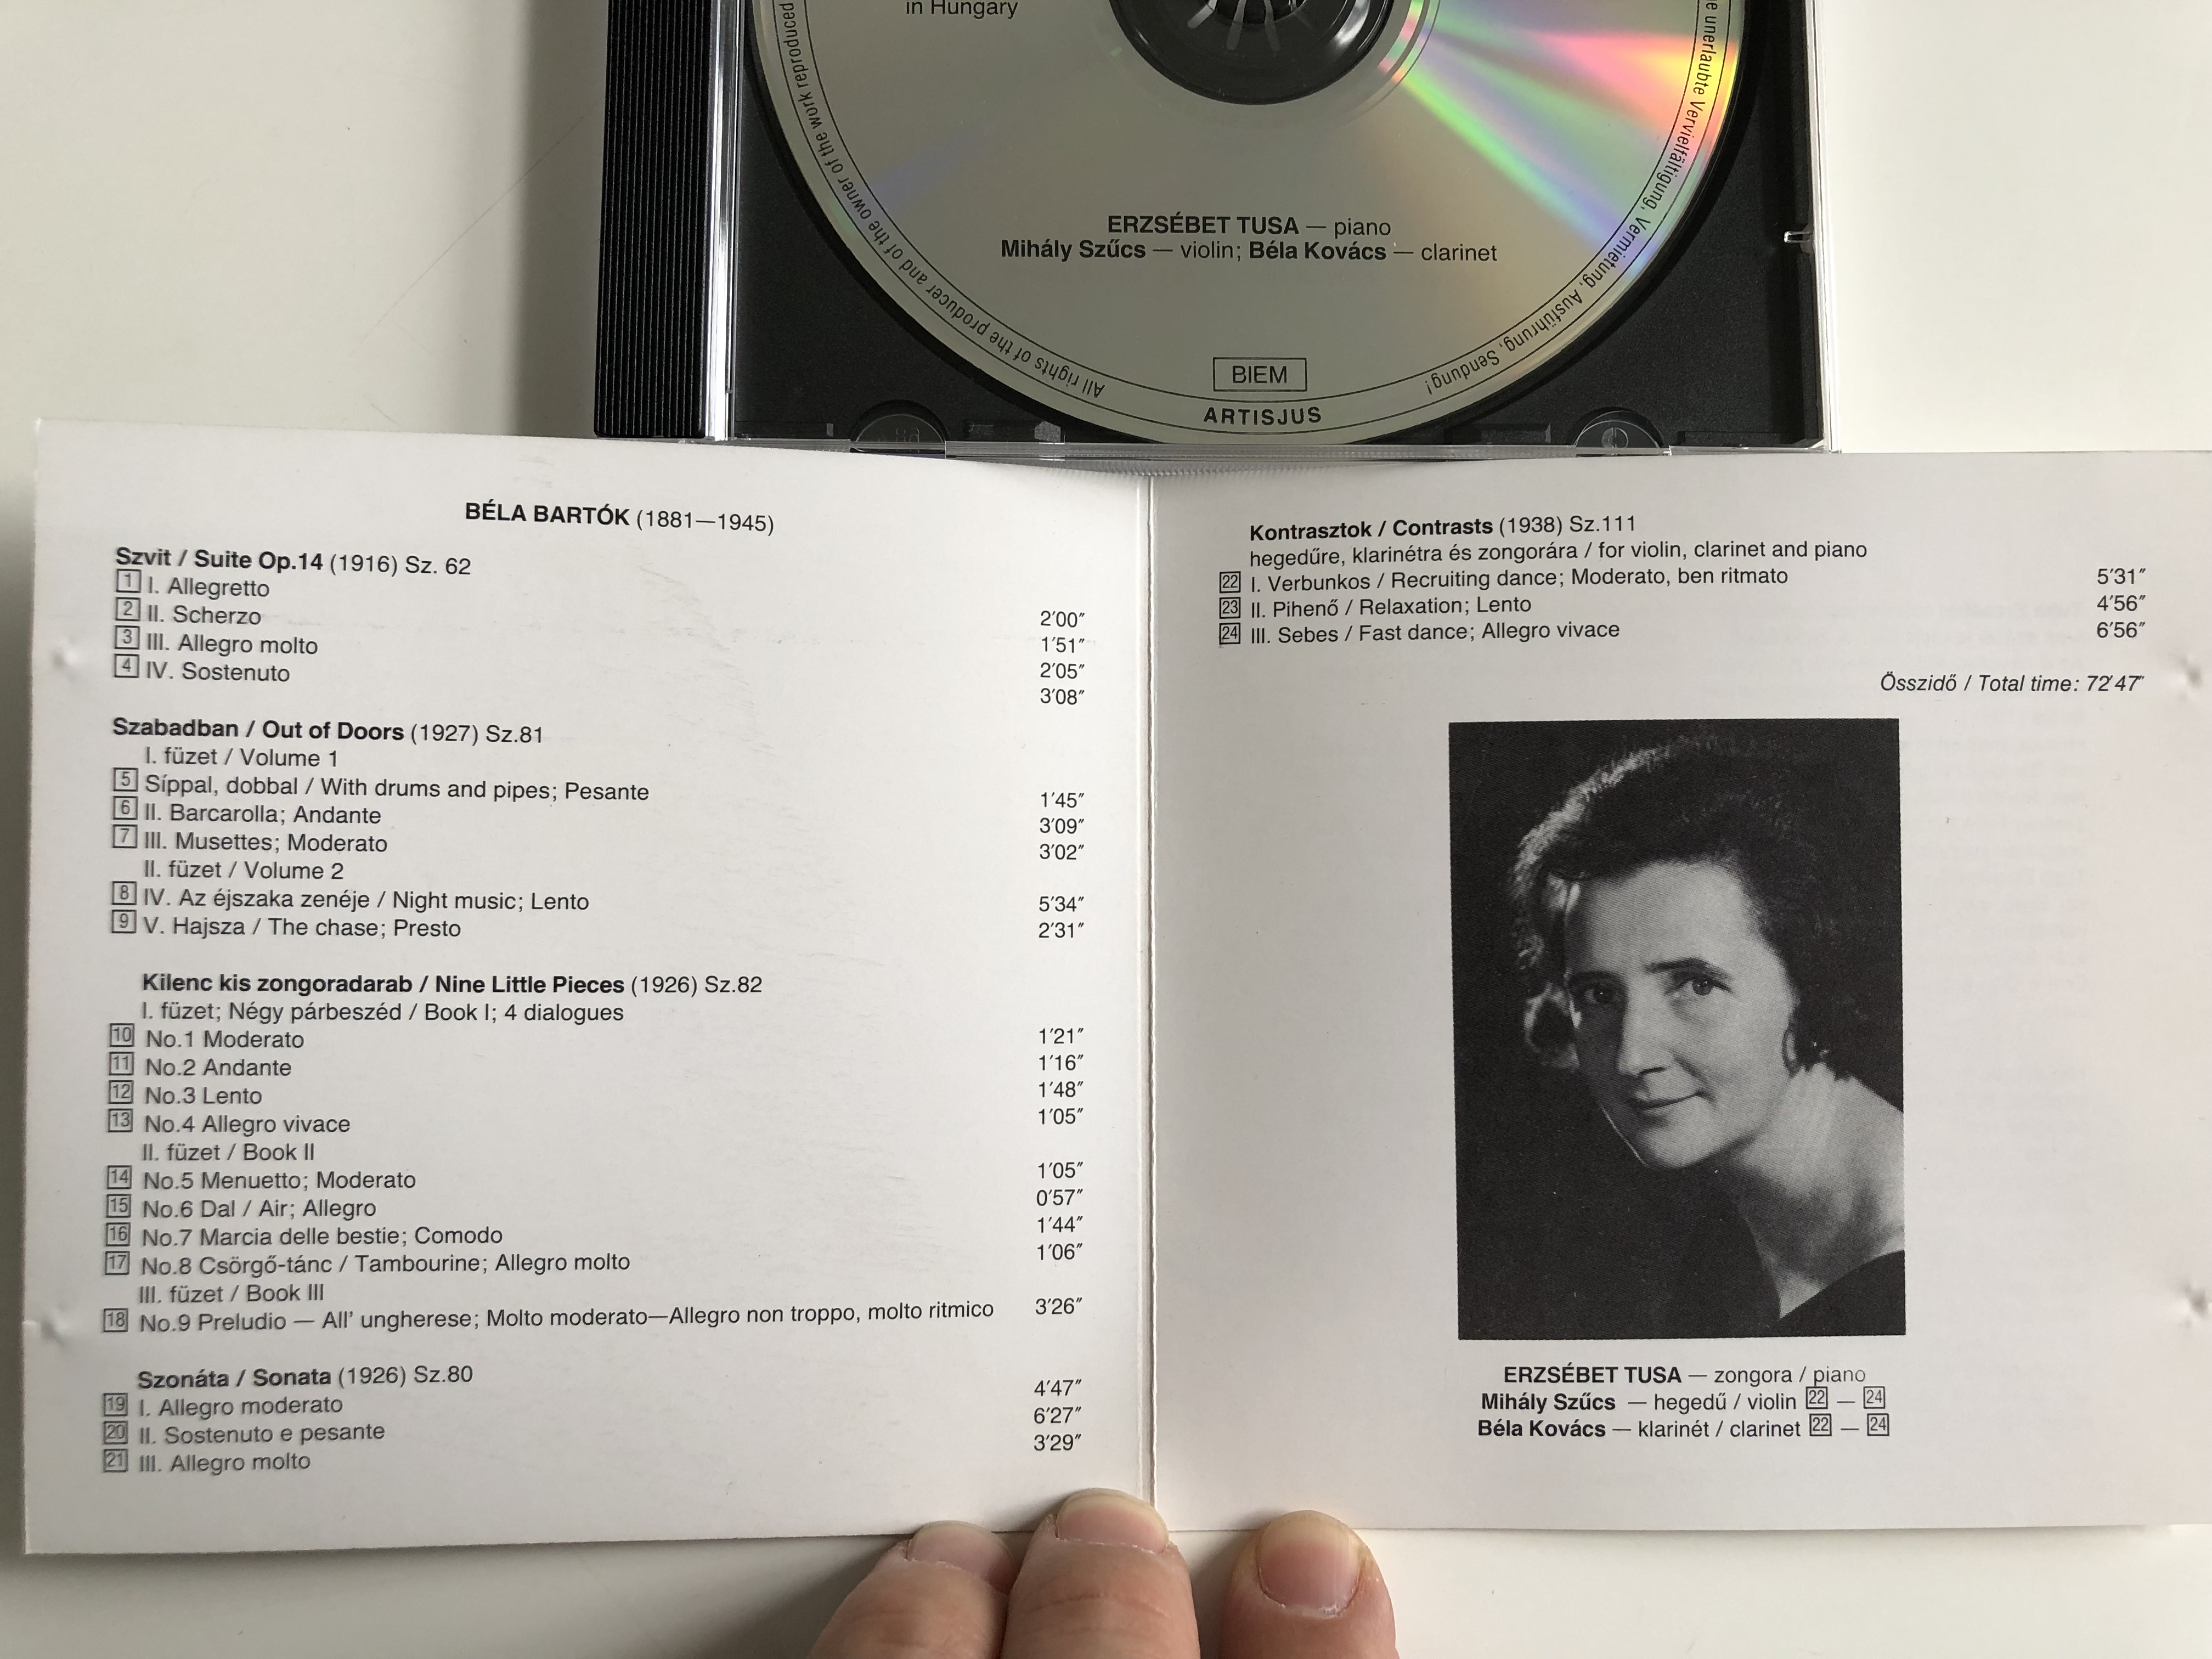 in Hungary
ERZSÉBET TUSA — piano
Mihály Szűcs — violin; Béla Kovács — clarinet
BIEM
ARTISJUS
All rights of the producer and of the owner of the work reproduced
unerlaubte Vervielfältigung, Vermietung, Ausführung, Sendung!
BÉLA BARTÓK (1881—1945)
Szvit / Suite Op.14 (1916) Sz. 62
1 I. Allegretto 2′00″
2 II. Scherzo 1′51″
3 III. Allegro molto 2′05″
4 IV. Sostenuto 3′08″
Szabadban / Out of Doors (1927) Sz.81
I. füzet / Volume 1
5 Síppal, dobbal / With drums and pipes; Pesante 1′45″
6 II. Barcarolla; Andante 3′09″
7 III. Musettes; Moderato 3′02″
II. füzet / Volume 2
8 IV. Az éjszaka zenéje / Night music; Lento 5′34″
9 V. Hajsza / The chase; Presto 2′31″
Kilenc kis zongoradarab / Nine Little Pieces (1926) Sz.82
I. füzet; Négy párbeszéd / Book I; 4 dialogues
10 No.1 Moderato 1′21″
11 No.2 Andante 1′16″
12 No.3 Lento 1′48″
13 No.4 Allegro vivace 1′05″
II. füzet / Book II
14 No.5 Menuetto; Moderato 1′05″
15 No.6 Dal / Air; Allegro 0′57″
16 No.7 Marcia delle bestie; Comodo 1′44″
17 No.8 Csörgő-tánc / Tambourine; Allegro molto 1′06″
III. füzet / Book III
18 No.9 Preludio — All' ungherese; Molto moderato—Allegro non troppo, molto ritmico 3′26″
Szonáta / Sonata (1926) Sz.80
19 I. Allegro moderato 4′47″
20 II. Sostenuto e pesante 6′27″
21 III. Allegro molto 3′29″
Kontrasztok / Contrasts (1938) Sz.111
hegedűre, klarinétra és zongorára / for violin, clarinet and piano
22 I. Verbunkos / Recruiting dance; Moderato, ben ritmato 5′31″
23 II. Pihenő / Relaxation; Lento 4′56″
24 III. Sebes / Fast dance; Allegro vivace 6′56″
Összidő / Total time: 72′47″
ERZSÉBET TUSA — zongora / piano
Mihály Szűcs — hegedű / violin 22 — 24
Béla Kovács — klarinét / clarinet 22 — 24